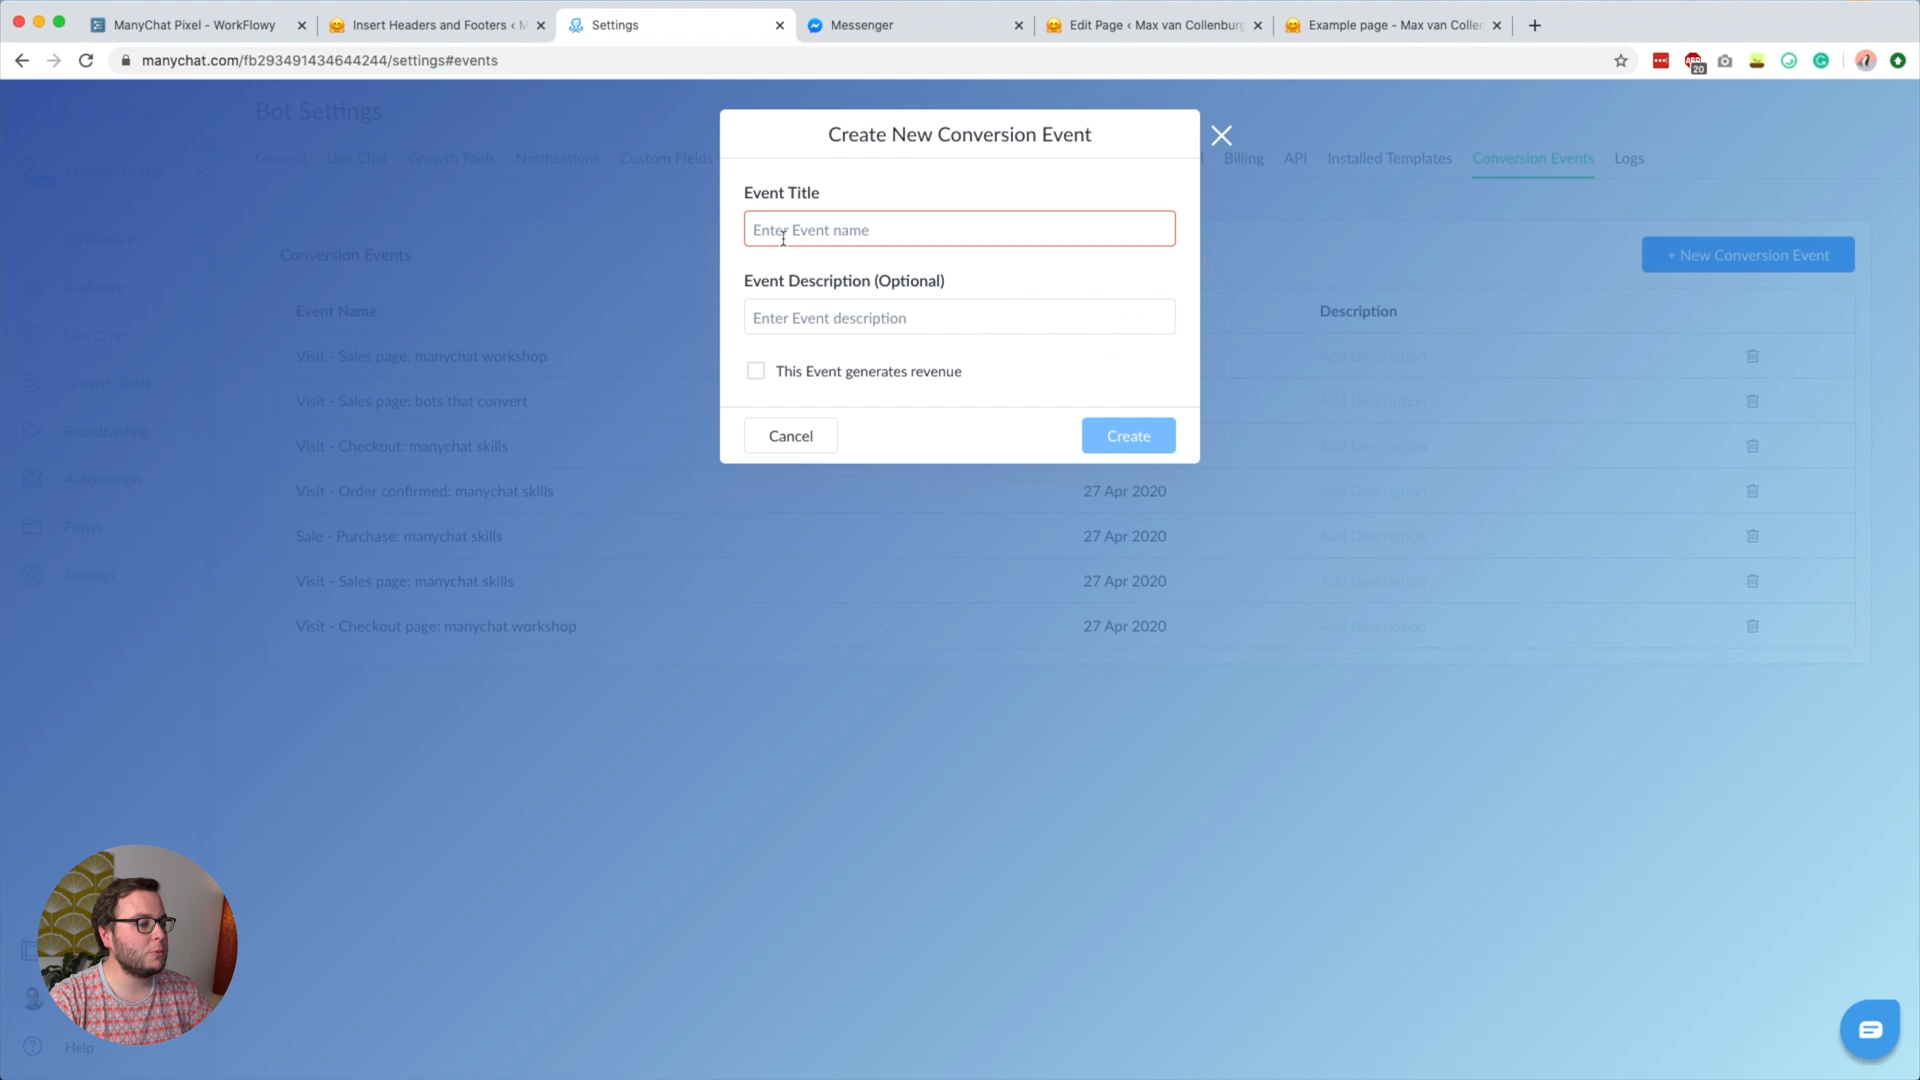 ManyChat Pixel - WorkFlowy
Insert Headers and Footers ‹ M
Settings
Messenger
Edit Page ‹ Max van Collenburg
Example page - Max van Collen
manychat.com/fb293491434644244/settings#events
20
Bot Settings
General
Live Chat
Growth Tools
Notifications
Custom Fields
Billing
API
Installed Templates
Conversion Events
Logs
Create New Conversion Event
Event Title
Enter Event name
Event Description (Optional)
Enter Event description
This Event generates revenue
Cancel
Create
Dashboard
Audience
Live Chat
Growth Tools
Broadcasting
Automation
Flows
Settings
Help
Conversion Events
+ New Conversion Event
Event Name
Description
Visit - Sales page: manychat workshop
Add Description
Visit - Sales page: bots that convert
Add Description
Visit - Checkout: manychat skills
Add Description
Visit - Order confirmed: manychat skills
27 Apr 2020
Add Description
Sale - Purchase: manychat skills
27 Apr 2020
Add Description
Visit - Sales page: manychat skills
27 Apr 2020
Add Description
Visit - Checkout page: manychat workshop
27 Apr 2020
Add Description